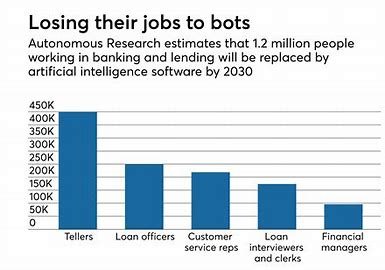 Losing their jobs to bots
Autonomous Research estimates that 1.2 million people
working in banking and lending will be replaced by
artificial intelligence software by 2030
450K
400K
350K
300K
250K
200K
150K
100K
50K
0
Tellers
Loan officers
Customer
service reps
Loan
interviewers
and clerks
Financial
managers